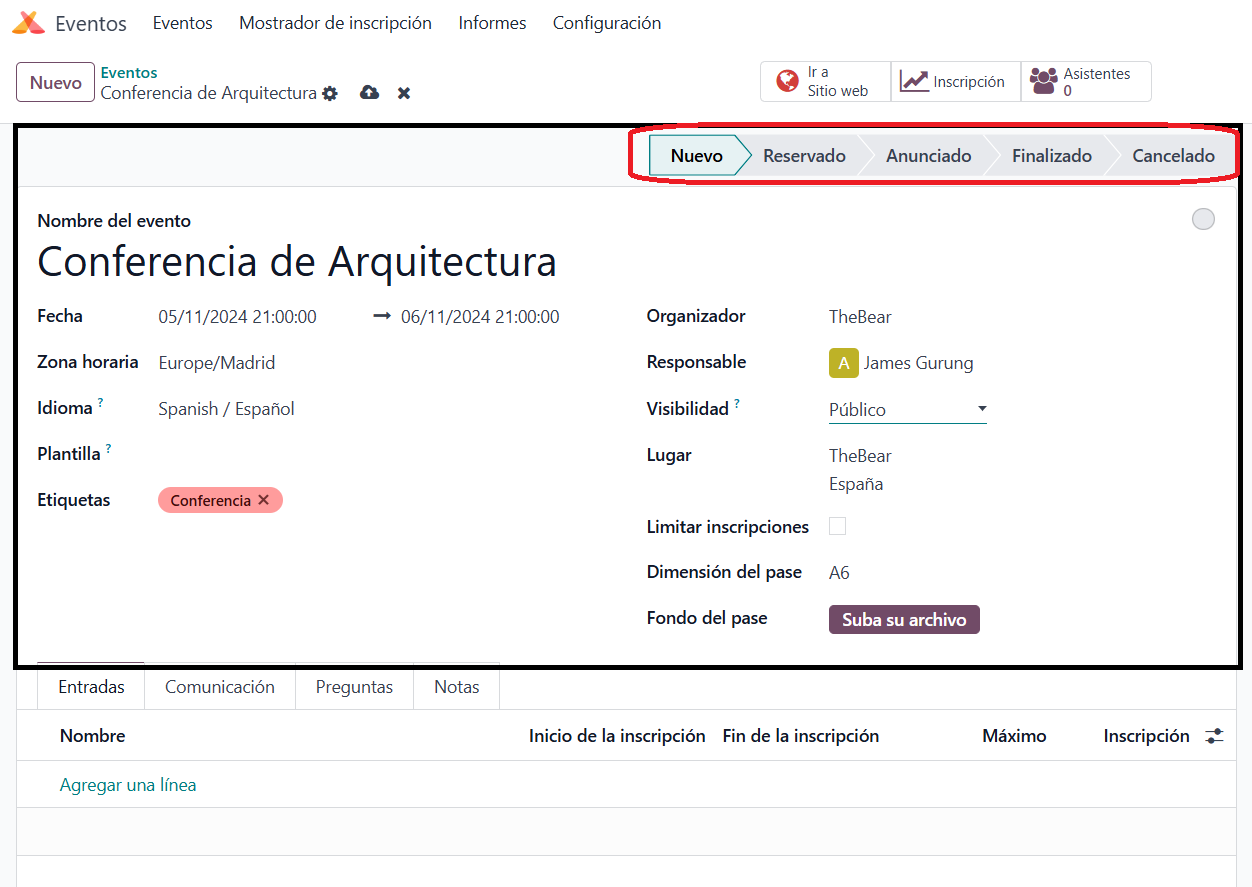 Eventos Eventos Mostrador de inscripción Informes Configuración
Nuevo
Eventos
Conferencia de Arquitectura
Ir a
Sitio web
Inscripción
Asistentes
0
Nuevo Reservado Anunciado Finalizado Cancelado
Nombre del evento
Conferencia de Arquitectura
Fecha 05/11/2024 21:00:00 → 06/11/2024 21:00:00
Zona horaria Europe/Madrid
Idioma ? Spanish / Español
Plantilla ?
Etiquetas Conferencia ✕
Organizador TheBear
Responsable A James Gurung
Visibilidad ? Público
Lugar TheBear
España
Limitar inscripciones
Dimensión del pase A6
Fondo del pase Suba su archivo
Entradas Comunicación Preguntas Notas
Nombre Inicio de la inscripción Fin de la inscripción Máximo Inscripción
Agregar una línea